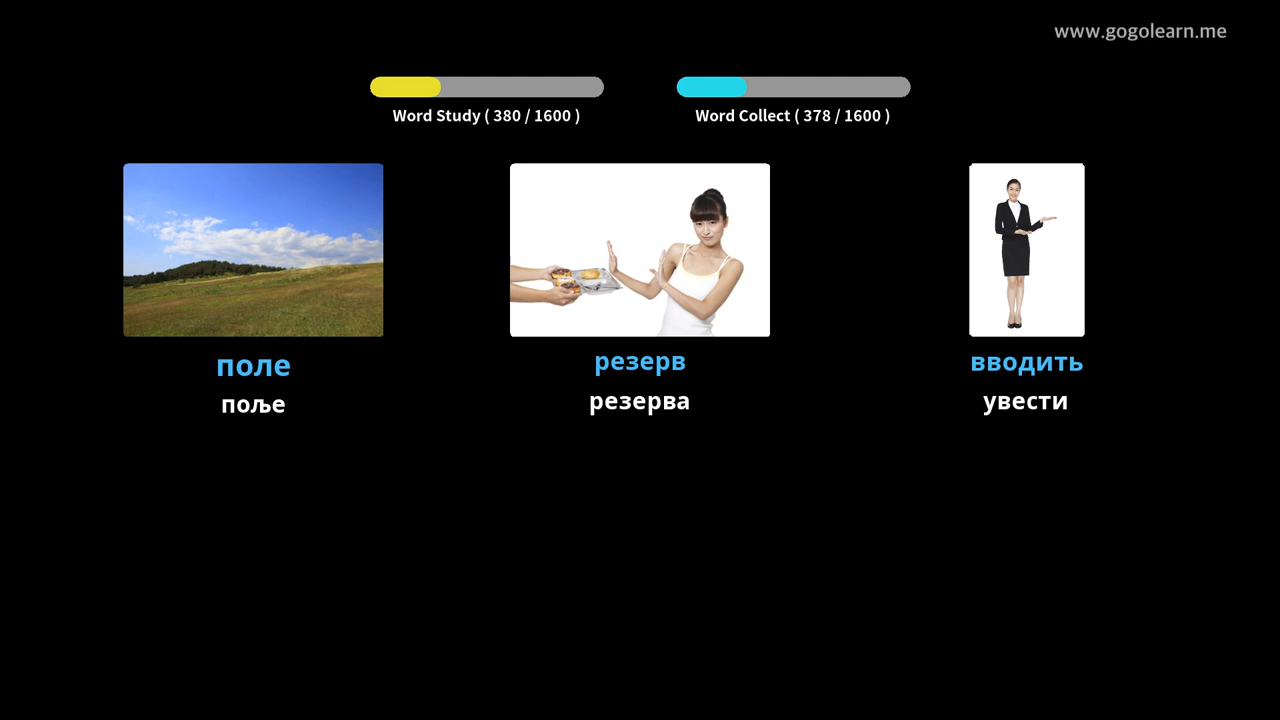 www.gogolearn.me
Word Study ( 380 / 1600 )
Word Collect ( 378 / 1600 )
поле
поље
резерв
резерва
вводить
увести